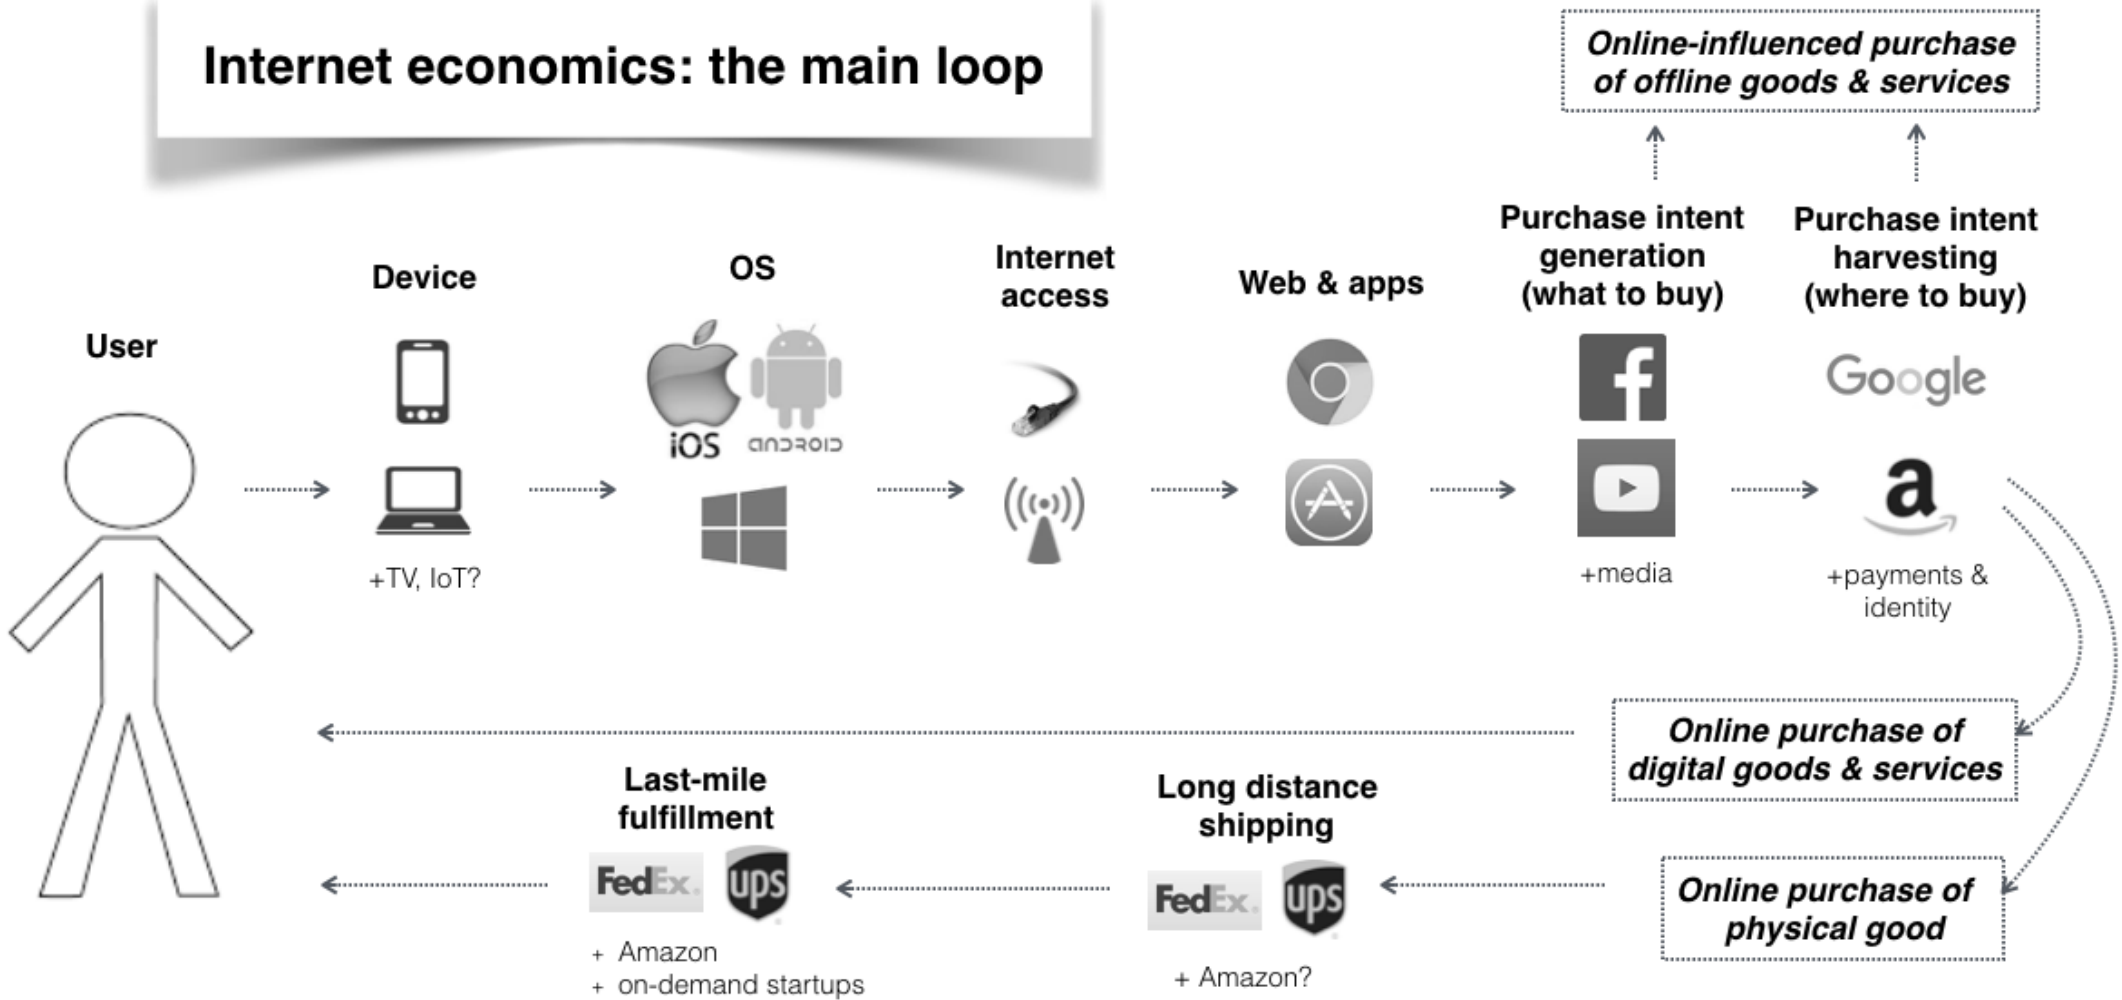 Internet economics: the main loop
Online-influenced purchase
of offline goods & services
User
Device
+TV, IoT?
OS
iOS
ANDROID
Internet
access
Web & apps
Purchase intent
generation
(what to buy)
f
+media
Purchase intent
harvesting
(where to buy)
Google
a
+payments &
identity
Online purchase of
digital goods & services
Last-mile
fulfillment
FedEx.
ups
+ Amazon
+ on-demand startups
Long distance
shipping
FedEx.
ups
+ Amazon?
Online purchase of
physical good